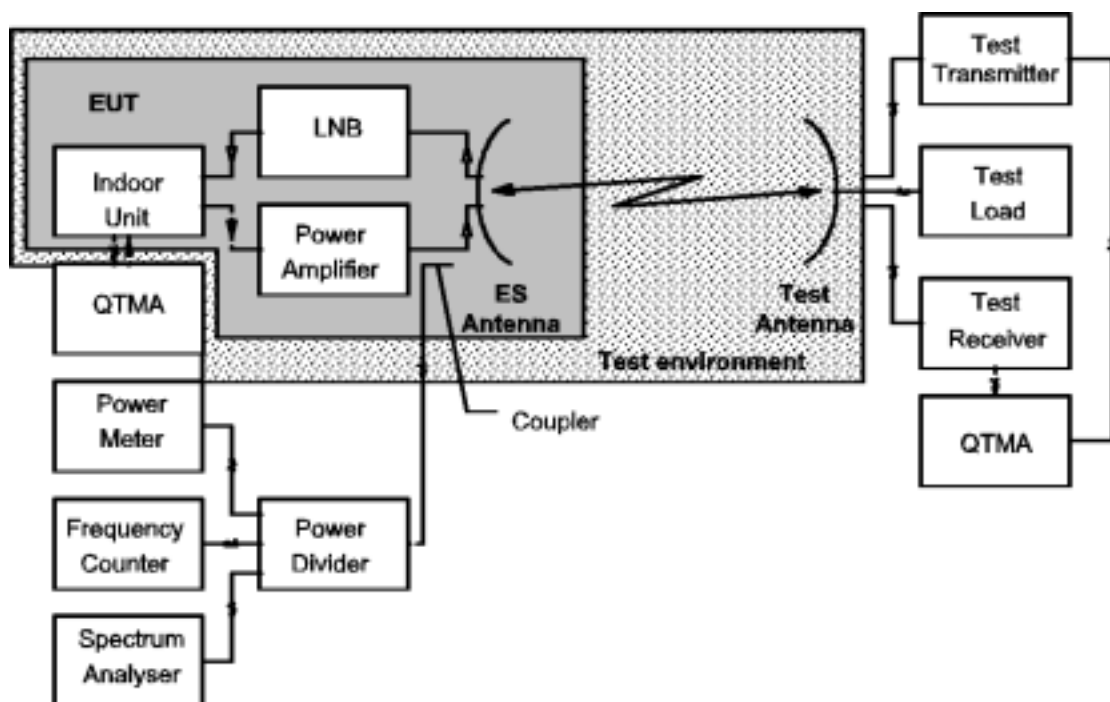 EUT
LNB
Indoor
Unit
Power
Amplifier
ES
Antenna
QTMA
Test
Antenna
Test environment
Test
Transmitter
Test
Load
Test
Receiver
QTMA
Coupler
Power
Meter
Frequency
Counter
Power
Divider
Spectrum
Analyser